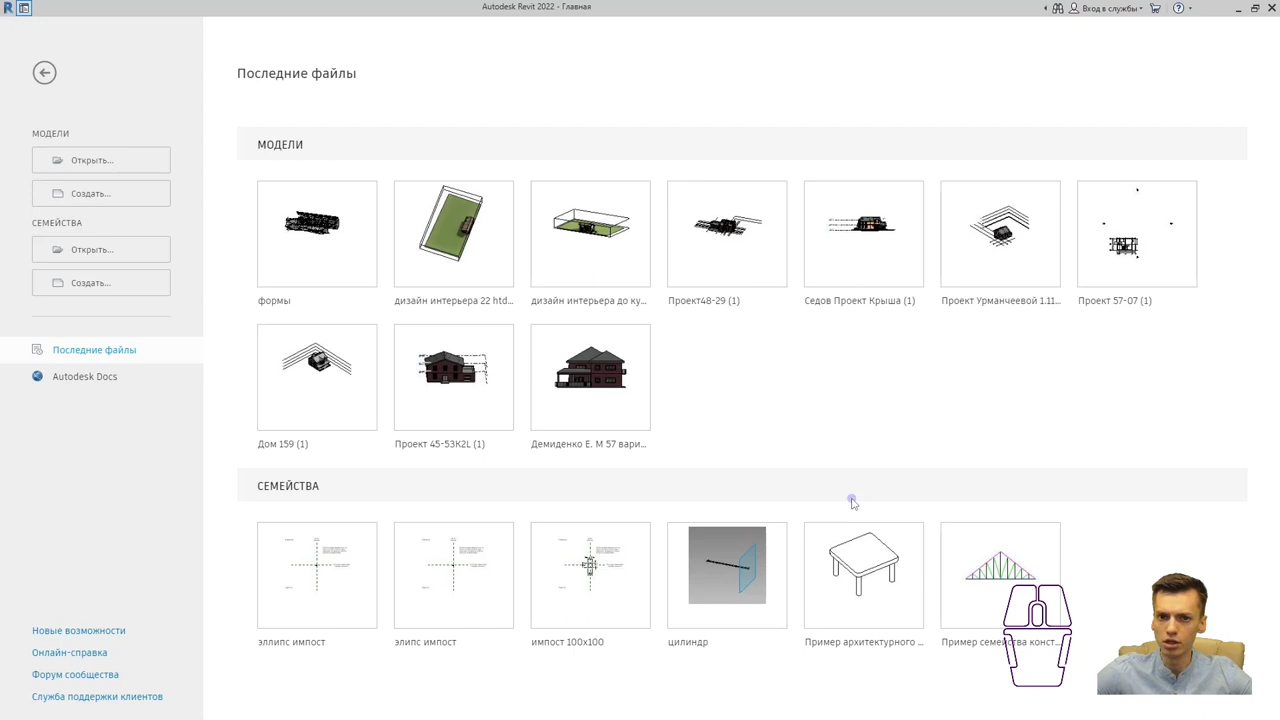 Autodesk Revit 2022 - Главная
Вход в службы
Последние файлы
МОДЕЛИ
Открыть...
Создать...
СЕМЕЙСТВА
Открыть...
Создать...
Последние файлы
Autodesk Docs
Новые возможности
Онлайн-справка
Форум сообщества
Служба поддержки клиентов
МОДЕЛИ
формы
дизайн интерьера 22 htd...
дизайн интерьера до ку...
Проект48-29 (1)
Седов Проект Крыша (1)
Проект Урманчеевой 1.11...
Проект 57-07 (1)
Дом 159 (1)
Проект 45-53K2L (1)
Демиденко Е. М 57 вари...
СЕМЕЙСТВА
эллипс импост
элипс импост
импост 100x100
цилиндр
Пример архитектурного ...
Пример семейства конст...